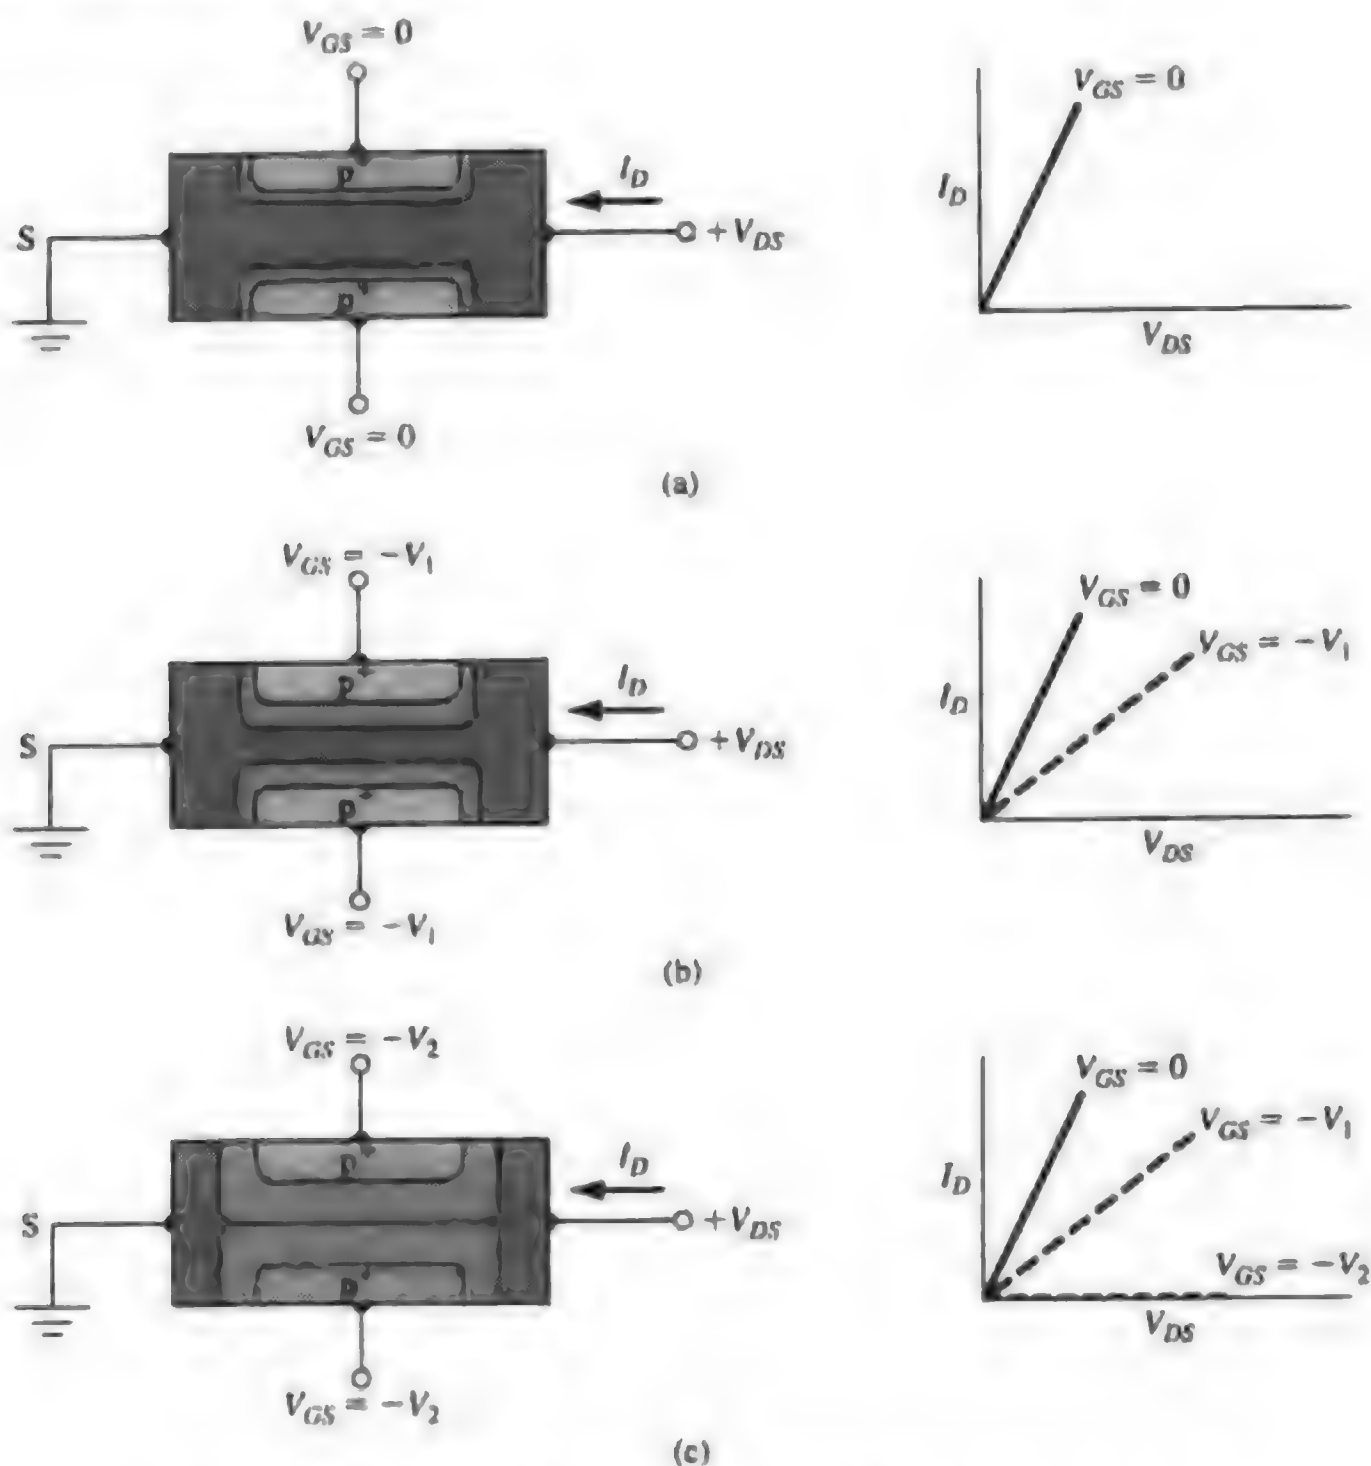 V_GS = 0
p+
I_D
S
+V_DS
p+
V_GS = 0
V_GS = 0
I_D
V_DS
(a)
V_GS = −V_1
p+
I_D
S
+V_DS
p+
V_GS = −V_1
V_GS = 0
V_GS = −V_1
I_D
V_DS
(b)
V_GS = −V_2
p+
I_D
S
+V_DS
p+
V_GS = −V_2
V_GS = 0
V_GS = −V_1
I_D
V_GS = −V_2
V_DS
(c)